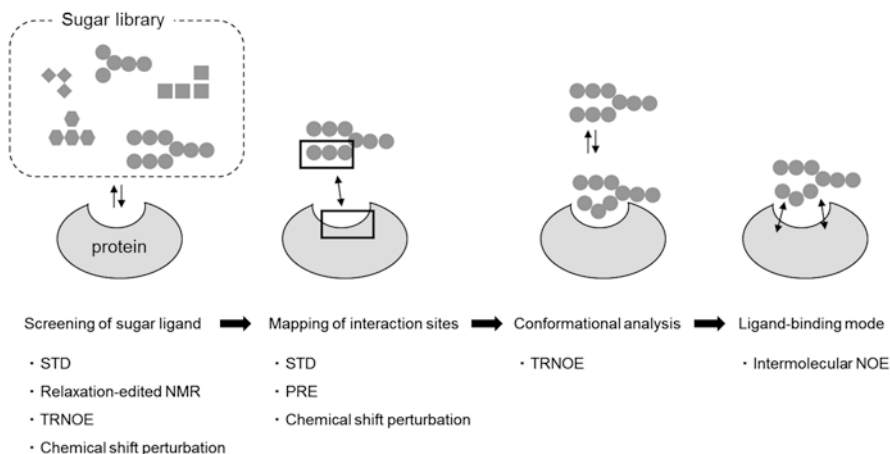 Sugar library
protein
Screening of sugar ligand
・STD
・Relaxation-edited NMR
・TRNOE
・Chemical shift perturbation
Mapping of interaction sites
・STD
・PRE
・Chemical shift perturbation
Conformational analysis
・TRNOE
Ligand-binding mode
・Intermolecular NOE